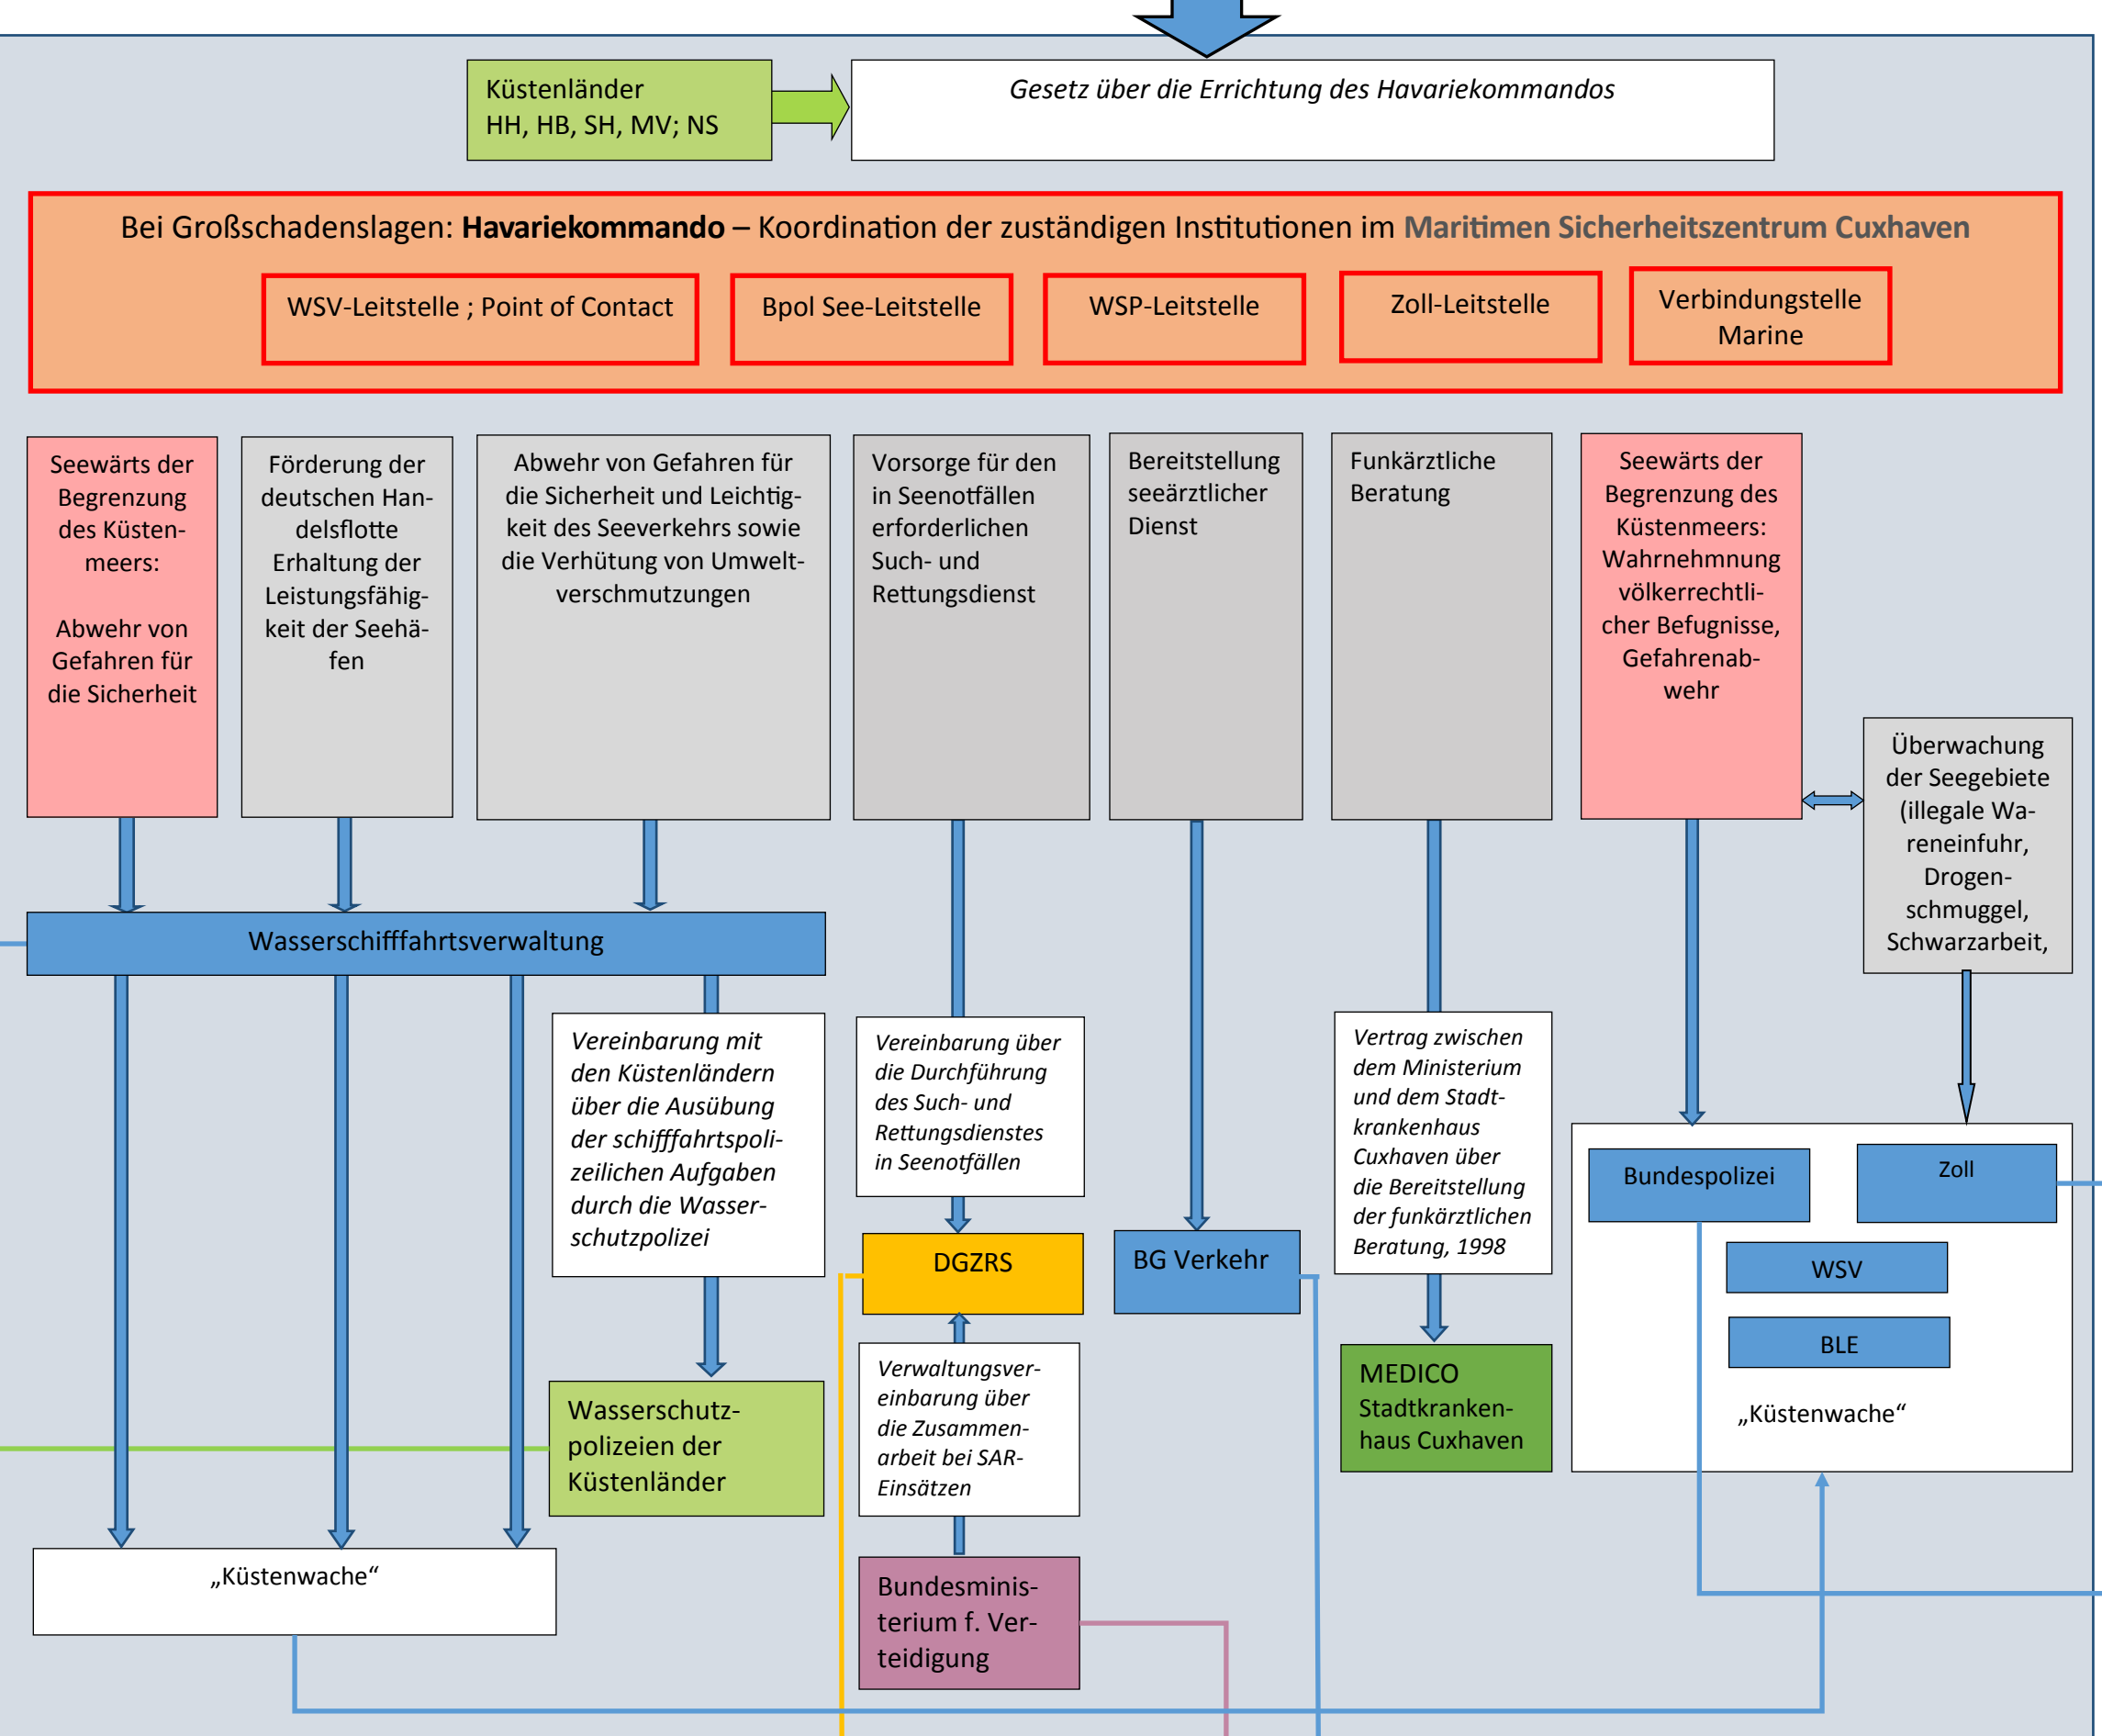 Küstenländer
HH, HB, SH, MV; NS
Gesetz über die Errichtung des Havariekommandos
Bei Großschadenslagen: Havariekommando – Koordination der zuständigen Institutionen im Maritimen Sicherheitszentrum Cuxhaven
WSV-Leitstelle ; Point of Contact
Bpol See-Leitstelle
WSP-Leitstelle
Zoll-Leitstelle
Verbindungstelle
Marine
Seewärts der
Begrenzung
des Küsten-
meers:
Abwehr von
Gefahren für
die Sicherheit
Förderung der
deutschen Han-
delsflotte
Erhaltung der
Leistungsfähig-
keit der Seehä-
fen
Abwehr von Gefahren für
die Sicherheit und Leichtig-
keit des Seeverkehrs sowie
die Verhütung von Umwelt-
verschmutzungen
Vorsorge für den
in Seenotfällen
erforderlichen
Such- und
Rettungsdienst
Bereitstellung
seeärztlicher
Dienst
Funkärztliche
Beratung
Seewärts der
Begrenzung des
Küstenmeers:
Wahrnehmnung
völkerrechtli-
cher Befugnisse,
Gefahrenab-
wehr
Überwachung
der Seegebiete
(illegale Wa-
reneinfuhr,
Drogen-
schmuggel,
Schwarzarbeit,
Wasserschifffahrtsverwaltung
Vereinbarung mit
den Küstenländern
über die Ausübung
der schifffahrtspoli-
zeilichen Aufgaben
durch die Wasser-
schutzpolizei
Vereinbarung über
die Durchführung
des Such- und
Rettungsdienstes
in Seenotfällen
Vertrag zwischen
dem Ministerium
und dem Stadt-
krankenhaus
Cuxhaven über
die Bereitstellung
der funkärztlichen
Beratung, 1998
Bundespolizei
Zoll
WSV
BLE
„Küstenwache“
DGZRS
BG Verkehr
Verwaltungsver-
einbarung über
die Zusammen-
arbeit bei SAR-
Einsätzen
MEDICO
Stadtkranken-
haus Cuxhaven
Wasserschutz-
polizeien der
Küstenländer
„Küstenwache“
Bundesminis-
terium f. Ver-
teidigung